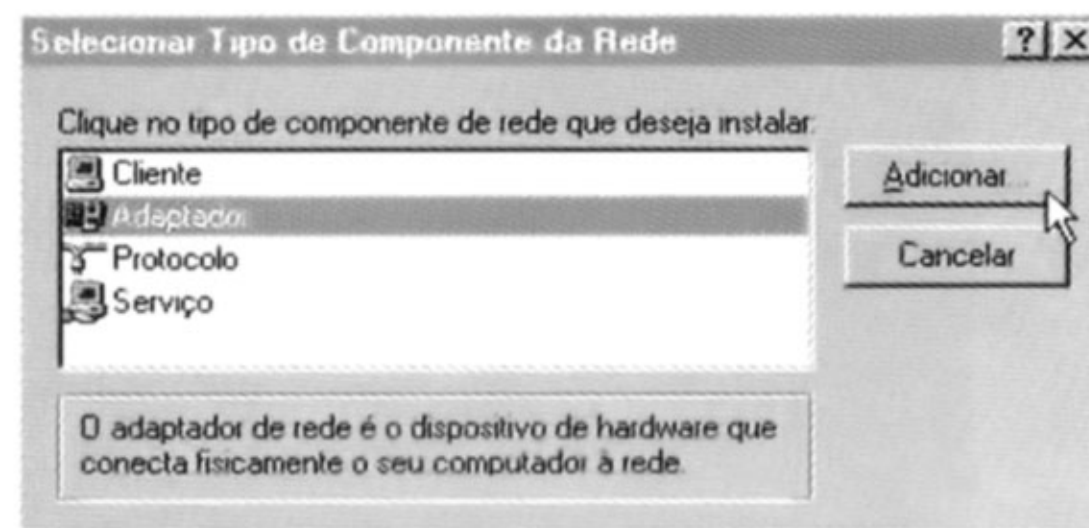 Selecionar Tipo de Componente da Rede
Clique no tipo de componente de rede que deseja instalar:
Cliente
Adaptador
Protocolo
Serviço
Adicionar...
Cancelar
O adaptador de rede é o dispositivo de hardware que
conecta fisicamente o seu computador à rede.